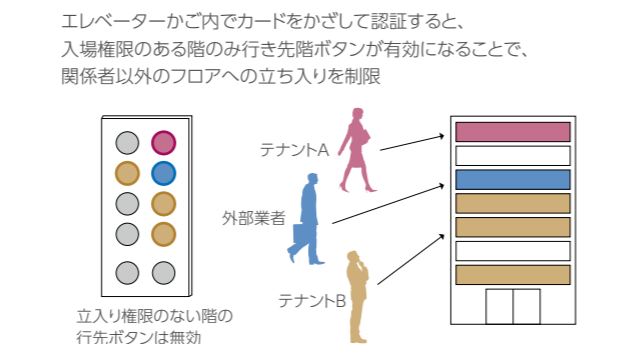 エレベーターかご内でカードをかざして認証すると、
入場権限のある階のみ行き先階ボタンが有効になることで、
関係者以外のフロアへの立ち入りを制限
テナントA
外部業者
テナントB
立入り権限のない階の
行先ボタンは無効